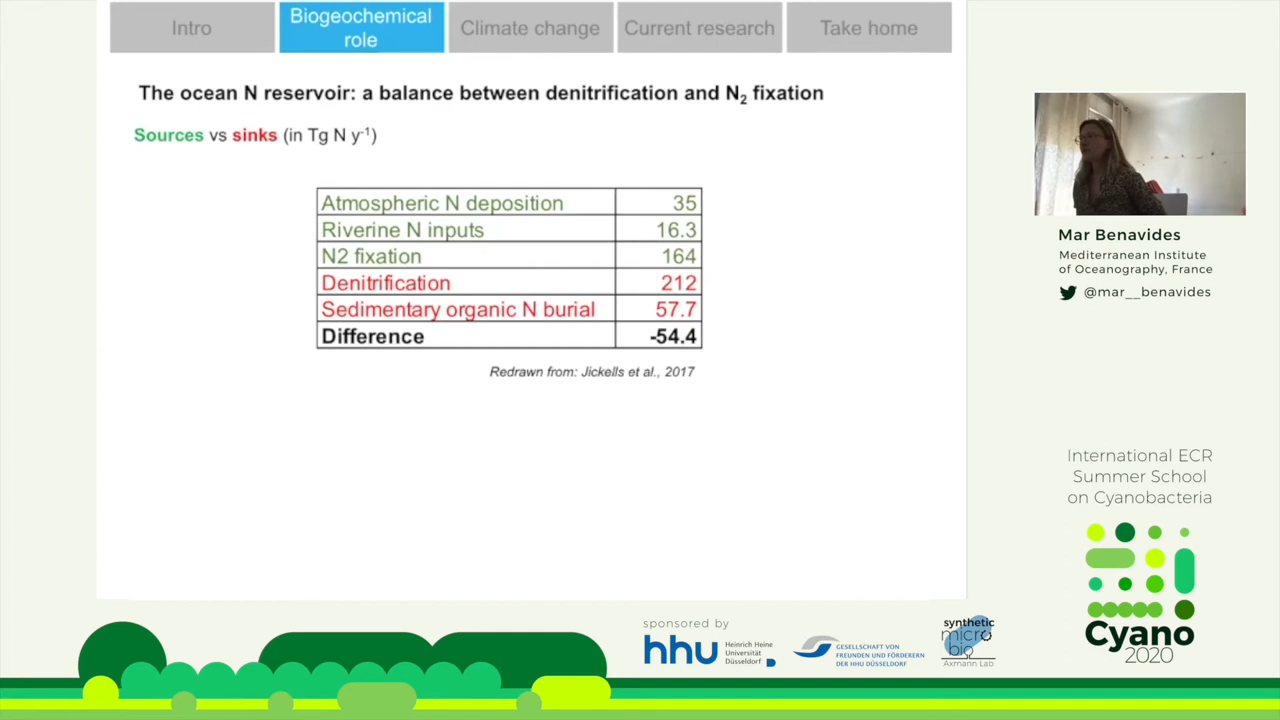 Intro
Biogeochemical
role
Climate change
Current research
Take home
The ocean N reservoir: a balance between denitrification and N₂ fixation
Sources vs sinks (in Tg N y⁻¹)
Atmospheric N deposition 35
Riverine N inputs 16.3
N2 fixation 164
Denitrification 212
Sedimentary organic N burial 57.7
Difference -54.4
Redrawn from: Jickells et al., 2017
Mar Benavides
Mediterranean Institute
of Oceanography, France
@mar__benavides
International ECR
Summer School
on Cyanobacteria
Cyano
2020
sponsored by
hhu Heinrich Heine
Universität
Düsseldorf
GESELLSCHAFT VON
FREUNDEN UND FÖRDERERN
DER HHU DÜSSELDORF
synthetic
micro
bio
Axmann Lab